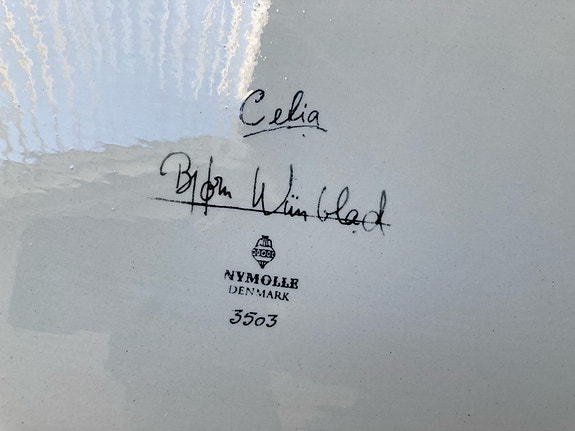 Celia
Bjørn Wiinblad
NYMOLLE
DENMARK
3503